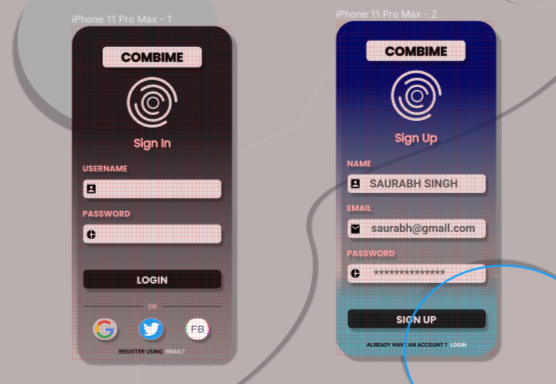 iPhone 11 Pro Max - 1
COMBIME
Sign In
USERNAME
PASSWORD
LOGIN
OR
G
FB
REGISTER USING EMAIL?
iPhone 11 Pro Max - 2
COMBIME
Sign Up
NAME
SAURABH SINGH
EMAIL
saurabh@gmail.com
PASSWORD
**************
SIGN UP
ALREADY HAVE AN ACCOUNT ? LOGIN